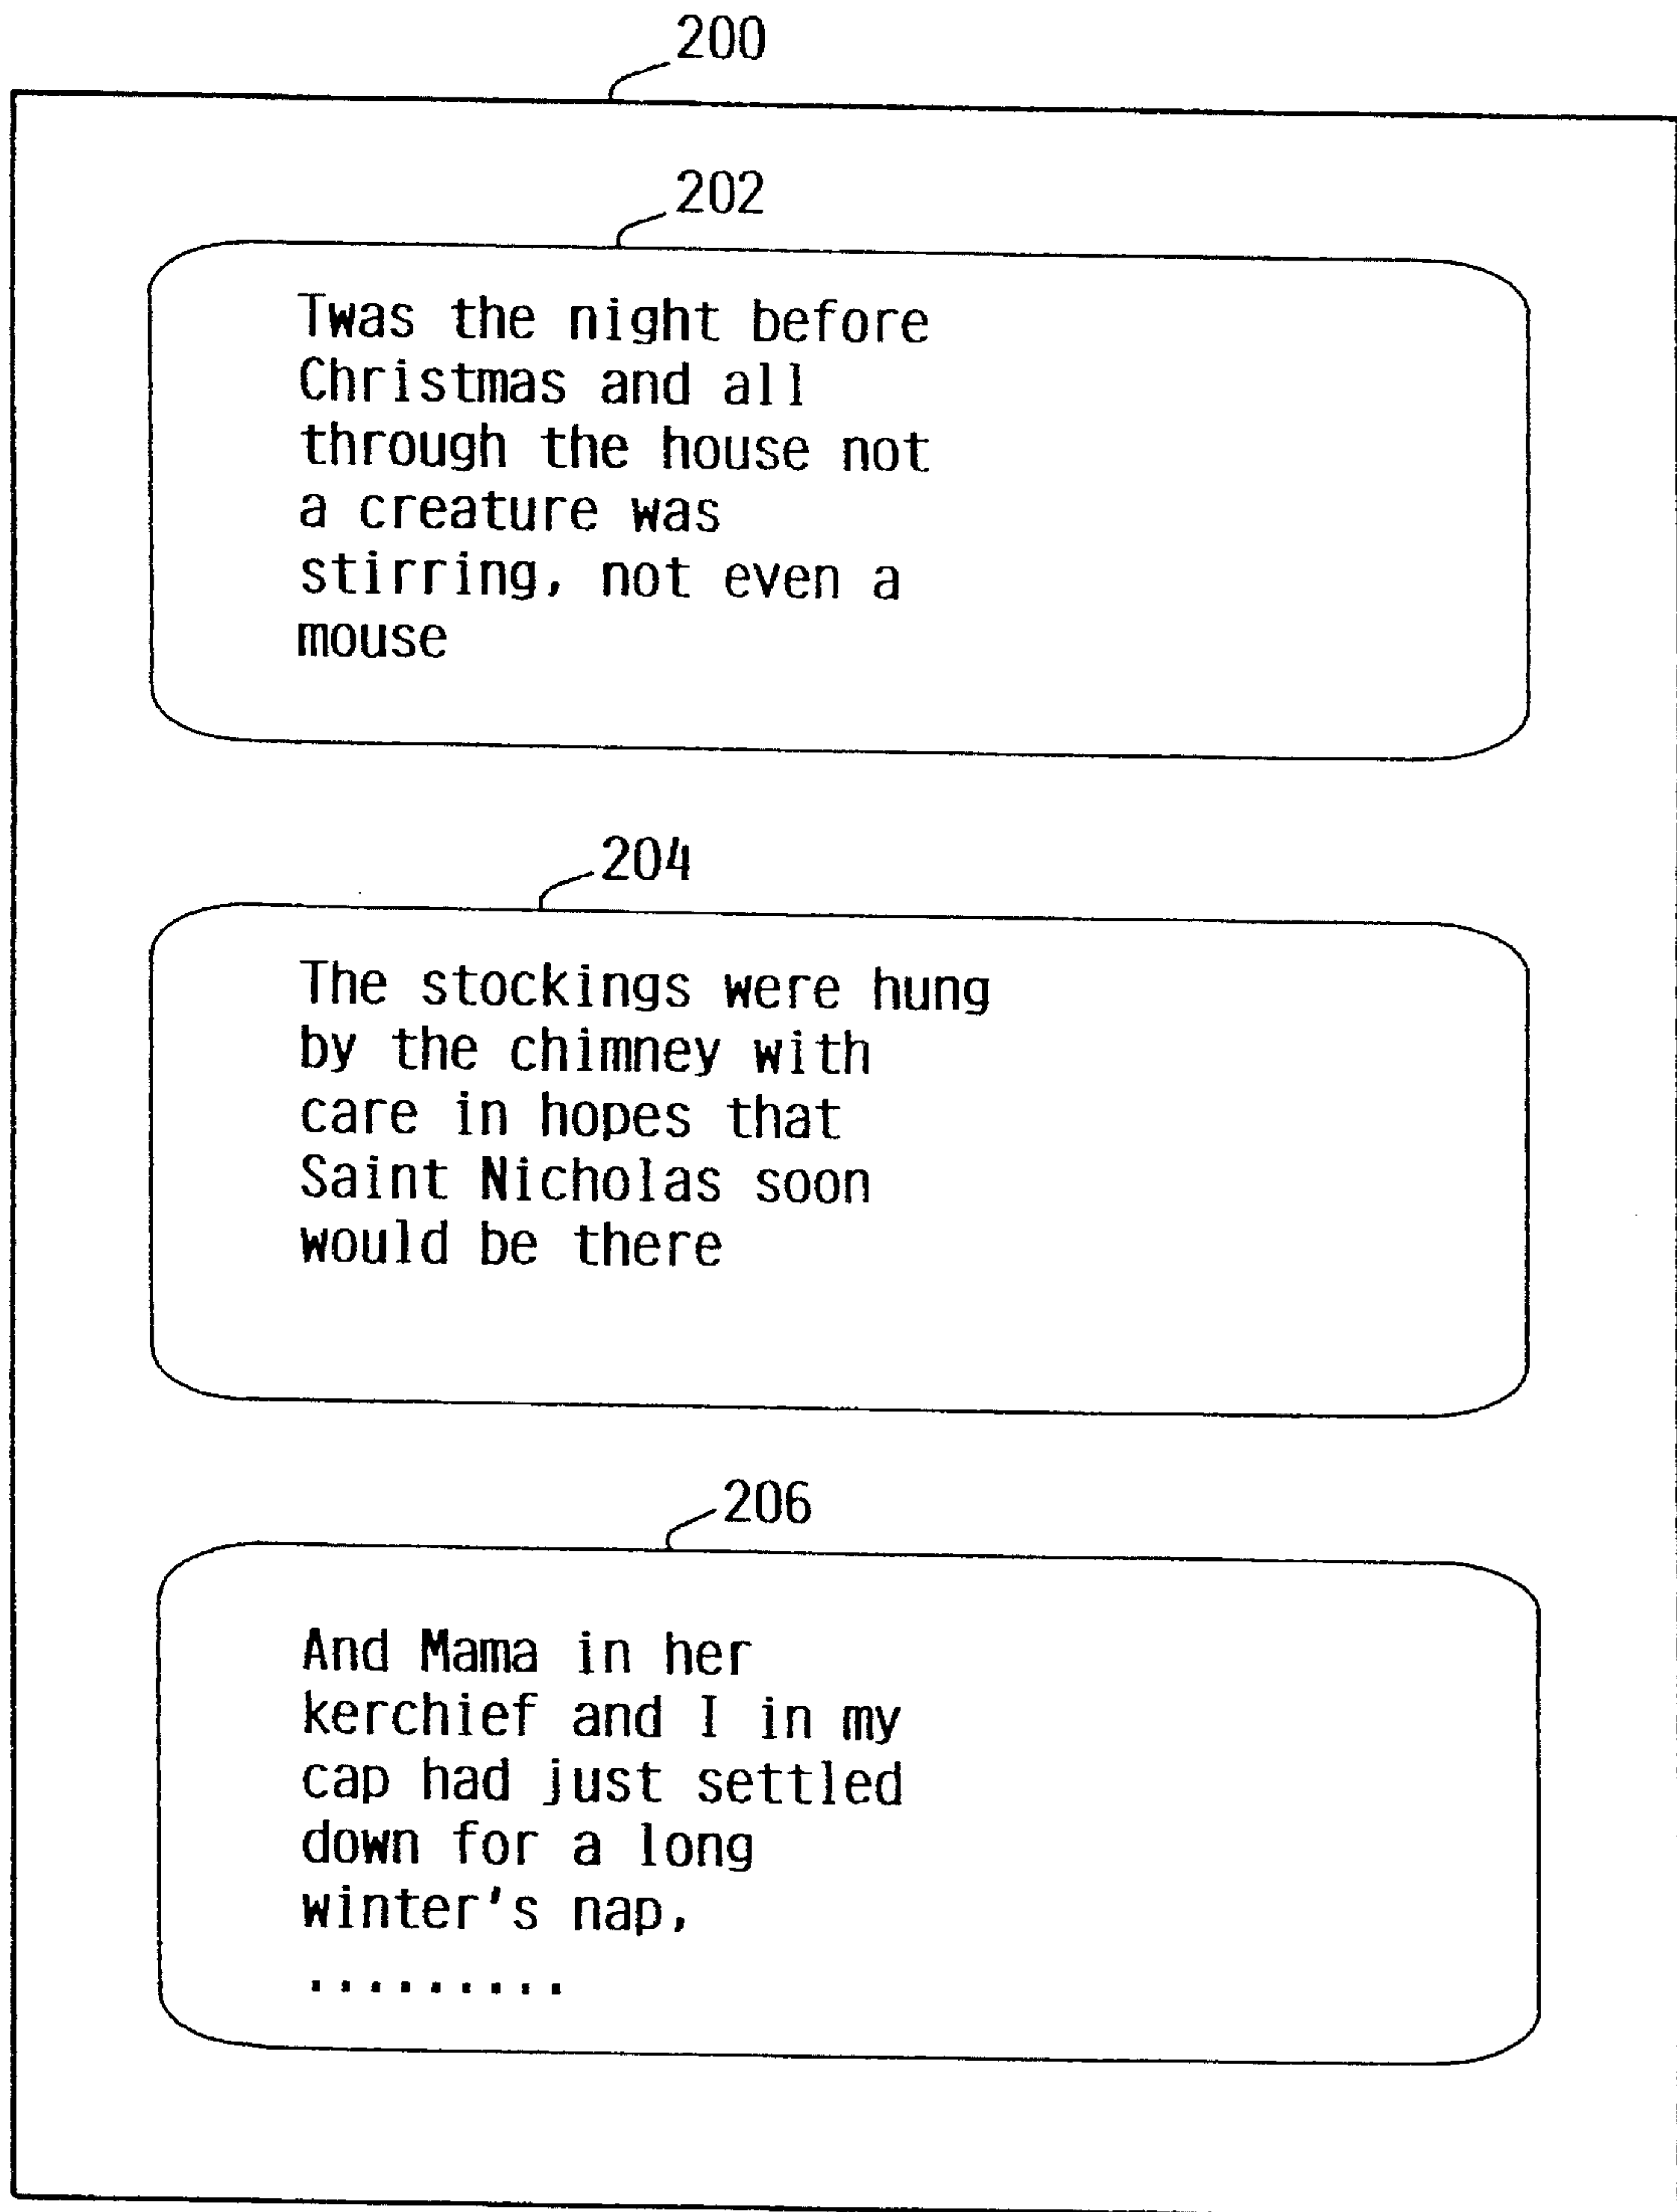 200
202
Twas the night before
Christmas and all
through the house not
a creature was
stirring, not even a
mouse
204
The stockings were hung
by the chimney with
care in hopes that
Saint Nicholas soon
would be there
206
And Mama in her
kerchief and I in my
cap had just settled
down for a long
winter's nap,
.........